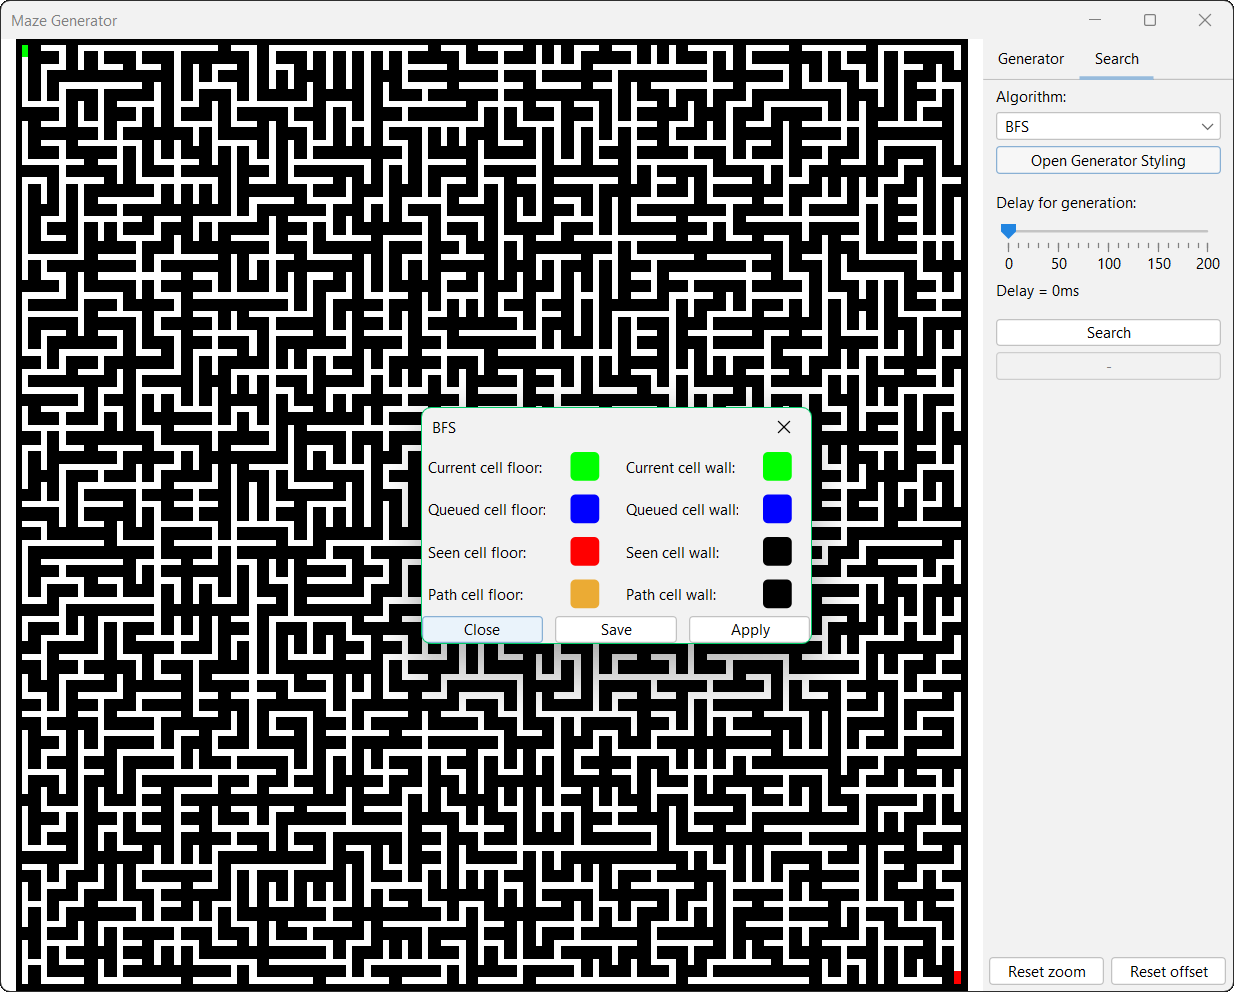 Maze Generator
Generator Search
Algorithm:
BFS
Open Generator Styling
Delay for generation:
0 50 100 150 200
Delay = 0ms
Search
-
BFS
Current cell floor: Current cell wall:
Queued cell floor: Queued cell wall:
Seen cell floor: Seen cell wall:
Path cell floor: Path cell wall:
Close Save Apply
Reset zoom Reset offset